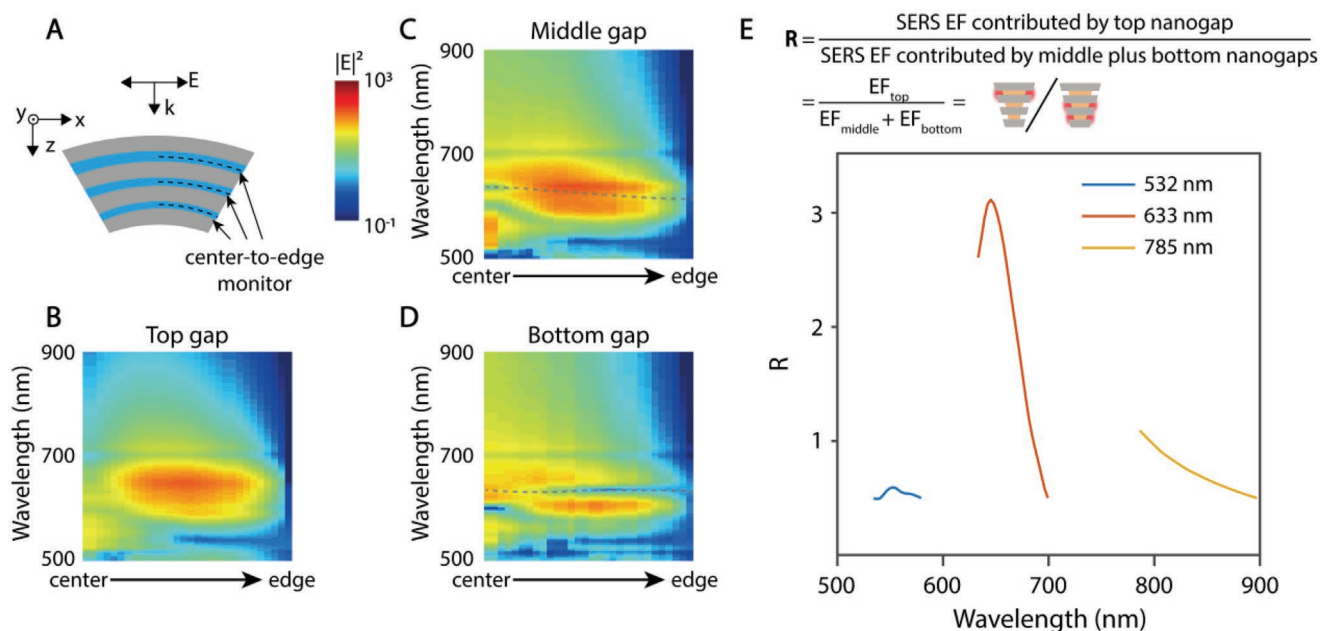 A
E
k
y
x
z
center-to-edge
monitor
|E|²
10³
10⁻¹
B
Top gap
Wavelength (nm)
900
700
500
center
edge
C
Middle gap
Wavelength (nm)
900
700
500
center
edge
D
Bottom gap
Wavelength (nm)
900
700
500
center
edge
E
R =
SERS EF contributed by top nanogap
SERS EF contributed by middle plus bottom nanogaps
=
EF_top
EF_middle + EF_bottom
=
/
532 nm
633 nm
785 nm
R
3
2
1
500 600 700 800 900
Wavelength (nm)